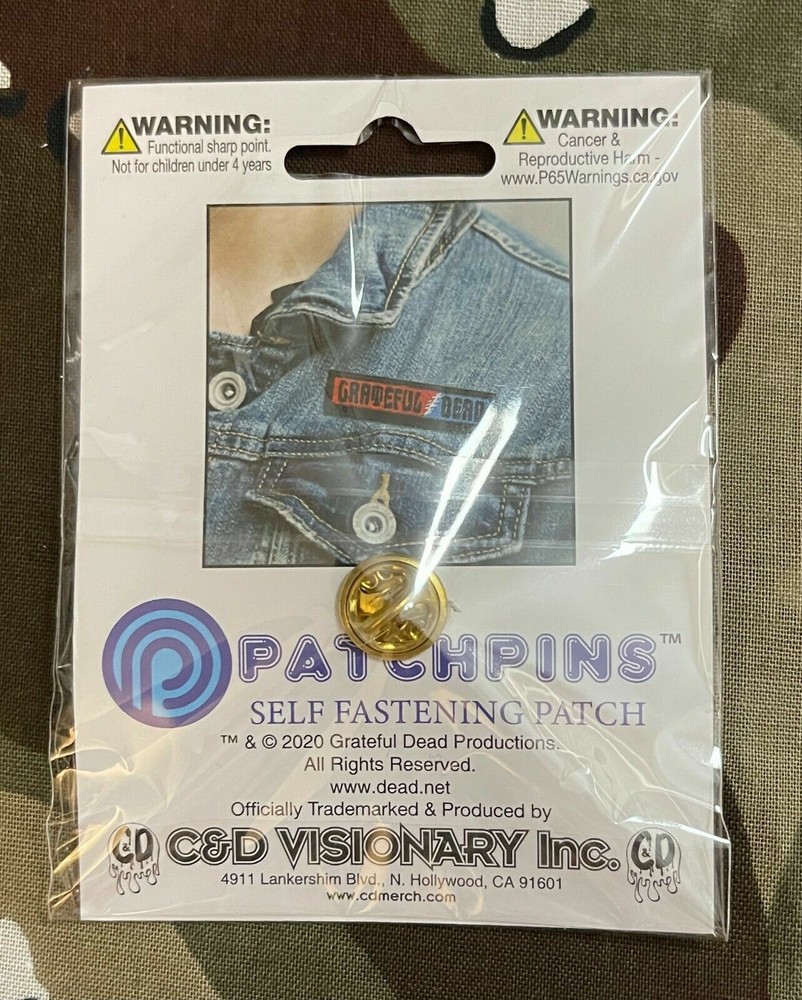 WARNING:
Functional sharp point.
Not for children under 4 years
WARNING:
Cancer &
Reproductive Harm -
www.P65Warnings.ca.gov
GRATEFUL DEAD
PATCHPINS™
SELF FASTENING PATCH
™ & © 2020 Grateful Dead Productions.
All Rights Reserved.
www.dead.net
Officially Trademarked & Produced by
C&D C&D VISIONARY Inc. C&D
4911 Lankershim Blvd., N. Hollywood, CA 91601
www.cdmerch.com